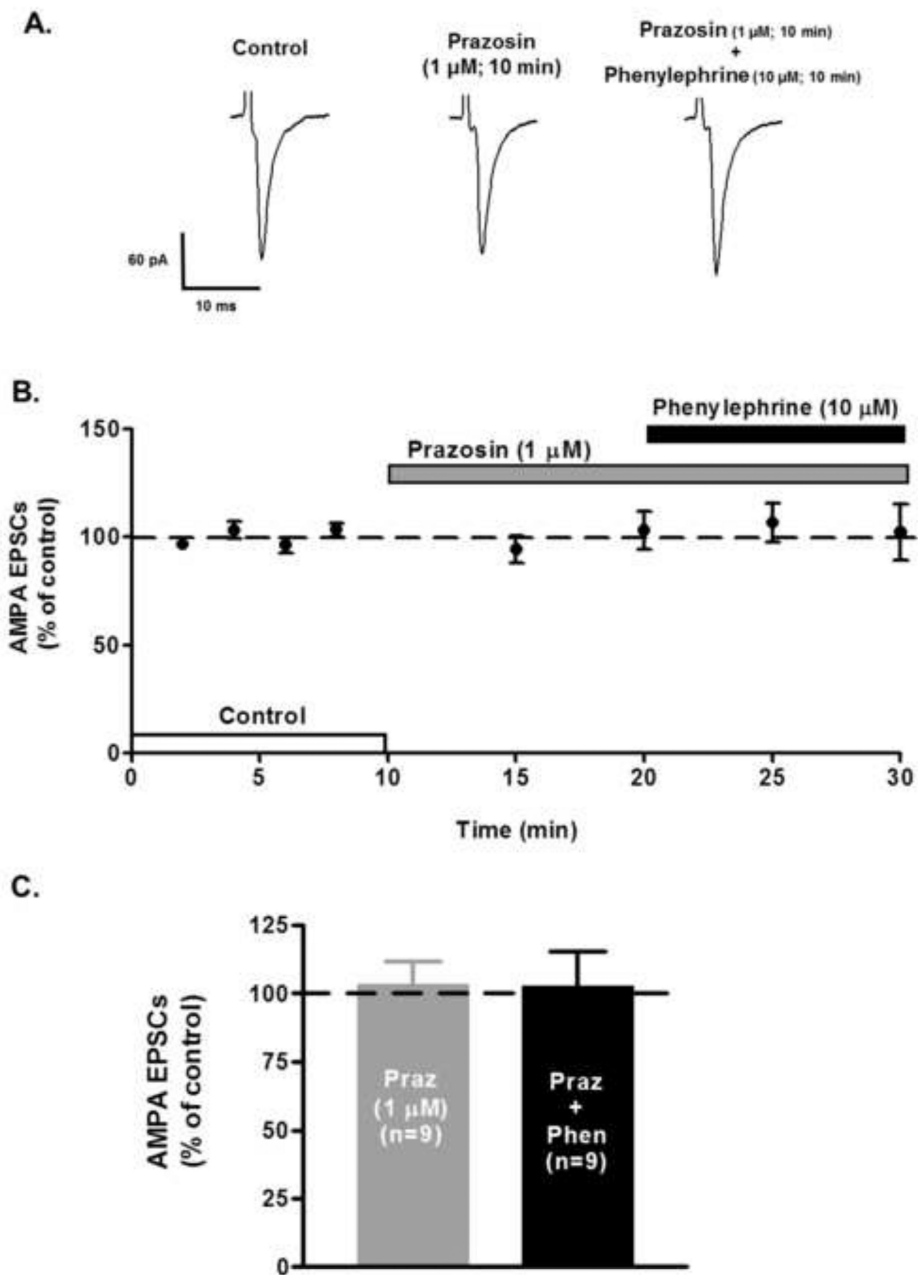 A.
Control
Prazosin
(1 µM; 10 min)
Prazosin (1 µM; 10 min)
+
Phenylephrine (10 µM; 10 min)
60 pA
10 ms
B.
Phenylephrine (10 µM)
Prazosin (1 µM)
AMPA EPSCs
(% of control)
150
100
50
0
Control
0 5 10 15 20 25 30
Time (min)
C.
AMPA EPSCs
(% of control)
125
100
75
50
25
0
Praz
(1 µM)
(n=9)
Praz
+
Phen
(n=9)